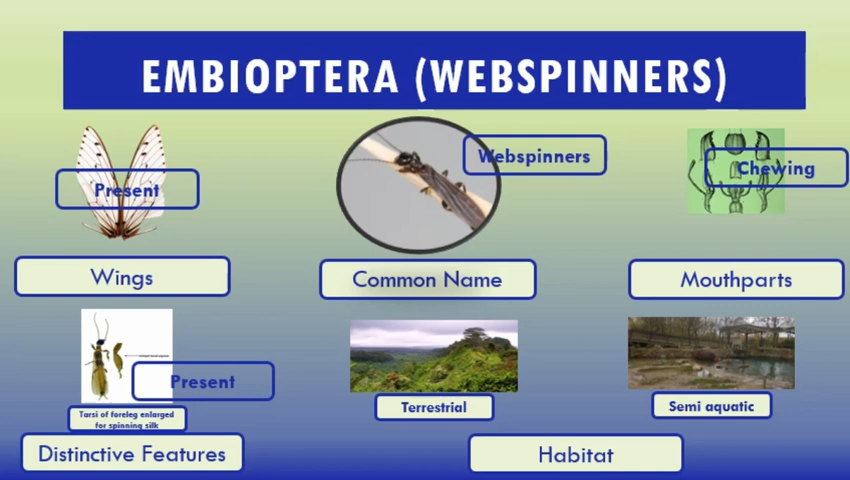 EMBIOPTERA (WEBSPINNERS)
Present
Webspinners
Chewing
Wings
Common Name
Mouthparts
Present
Tarsi of foreleg enlarged
for spinning silk
Terrestrial
Semi aquatic
Distinctive Features
Habitat